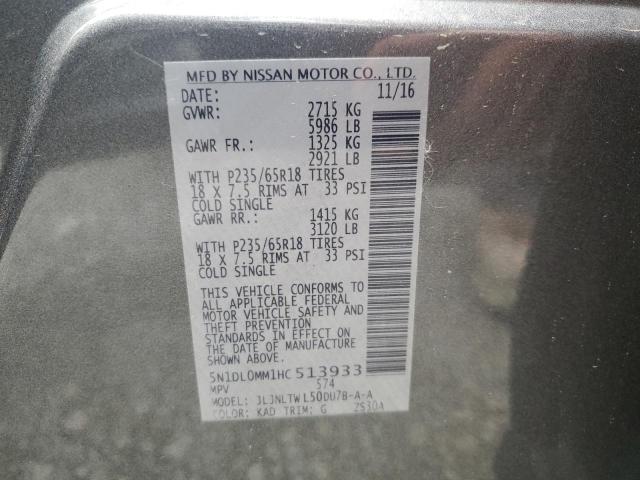 MFD BY NISSAN MOTOR CO., LTD.
DATE: 11/16
GVWR: 2715 KG
5986 LB
GAWR FR.: 1325 KG
2921 LB
WITH P235/65R18 TIRES
18 X 7.5 RIMS AT 33 PSI
COLD SINGLE
GAWR RR.: 1415 KG
3120 LB
WITH P235/65R18 TIRES
18 X 7.5 RIMS AT 33 PSI
COLD SINGLE
THIS VEHICLE CONFORMS TO
ALL APPLICABLE FEDERAL
MOTOR VEHICLE SAFETY AND
THEFT PREVENTION
STANDARDS IN EFFECT ON
THE DATE OF MANUFACTURE
SHOWN ABOVE.
5N1DL0MM1HC513933
MPV 574
MODEL: JLJNLTWL50DU7B-A-A
COLOR: KAD TRIM: G ZS30A